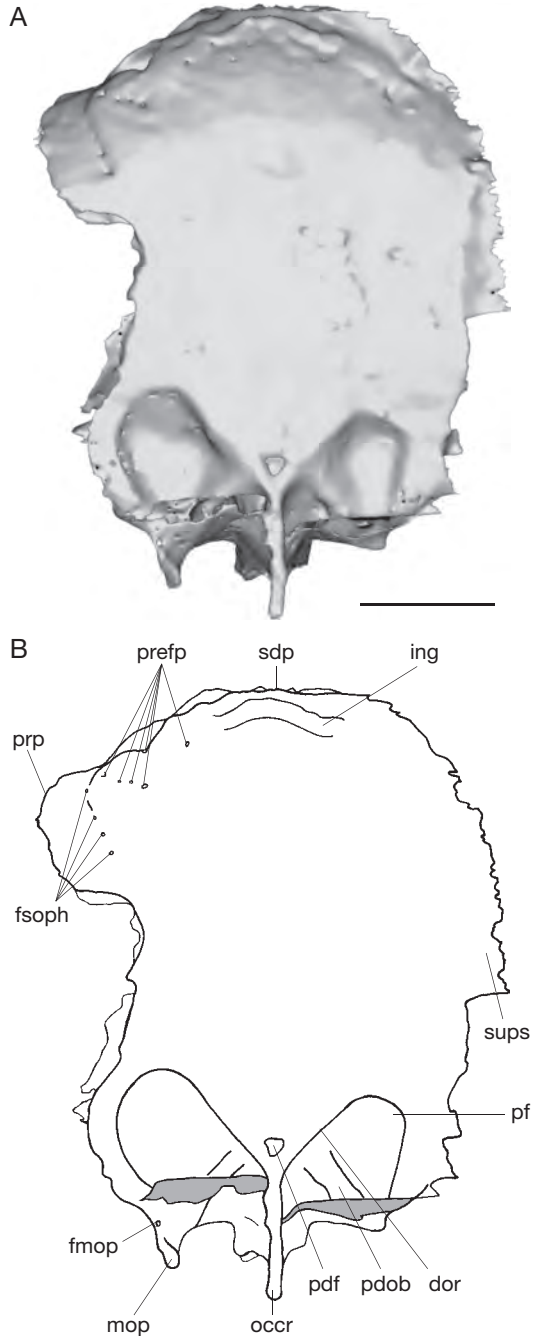 A
B
prefp sdp ing
prp
fsoph
sups
pf
fmop
pdf pdob dor
mop occr